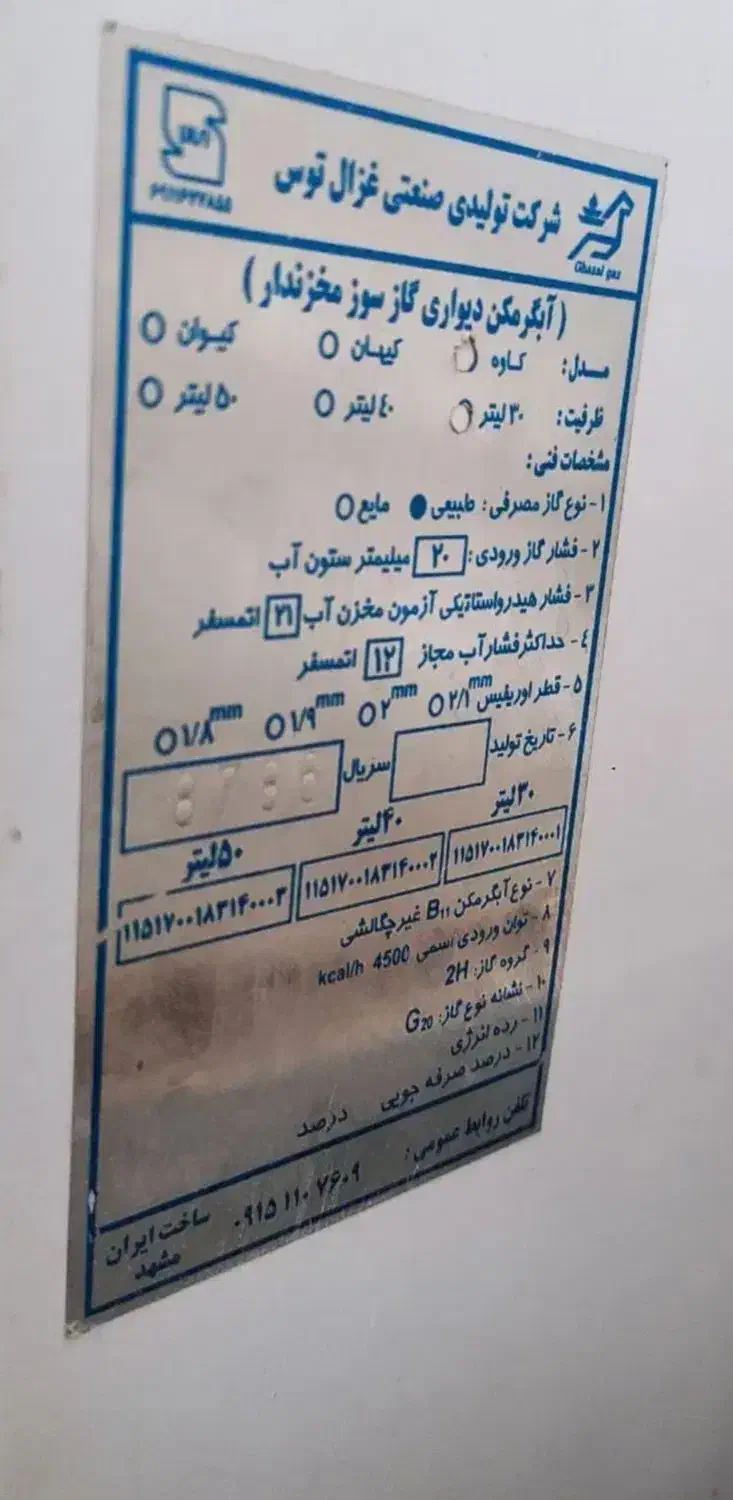 شرکت تولیدی صنعتی غزال توس
Ghazal gaz
( آبگرمکن دیواری گاز سوز مخزندار )
مدل: کاوه کیهان کیوان
ظرفیت: ۳۰ لیتر ۴۰ لیتر ۵۰ لیتر
مشخصات فنی:
۱- نوع گاز مصرفی: طبیعی مایع
۲- فشار گاز ورودی: ۲۰ میلیمتر ستون آب
۳- فشار هیدرواستاتیکی آزمون مخزن آب ۲۱ اتمسفر
۴- حداکثر فشار آب مجاز ۱۲ اتمسفر
۵- قطر اوریفیس ۲/۱mm ۲mm ۱/۹mm ۱/۸mm
۶- تاریخ تولید سریال
۳۰ لیتر ۴۰ لیتر ۵۰ لیتر
۱۱۵۱۷۰۰۱۸۳۱۴۰۰۰۱ ۱۱۵۱۷۰۰۱۸۳۱۴۰۰۰۲ ۱۱۵۱۷۰۰۱۸۳۱۴۰۰۰۳
۷- نوع آبگرمکن B11 غیرچگالشی
۸- توان ورودی اسمی 4500 kcal/h
۹- گروه گاز: 2H
۱۰- نشانه نوع گاز: G20
۱۱- رده انرژی
۱۲- درصد صرفه جویی درصد
تلفن روابط عمومی: ۰۹۱۵ ۱۱۰ ۷۶۰۹
ساخت ایران
مشهد